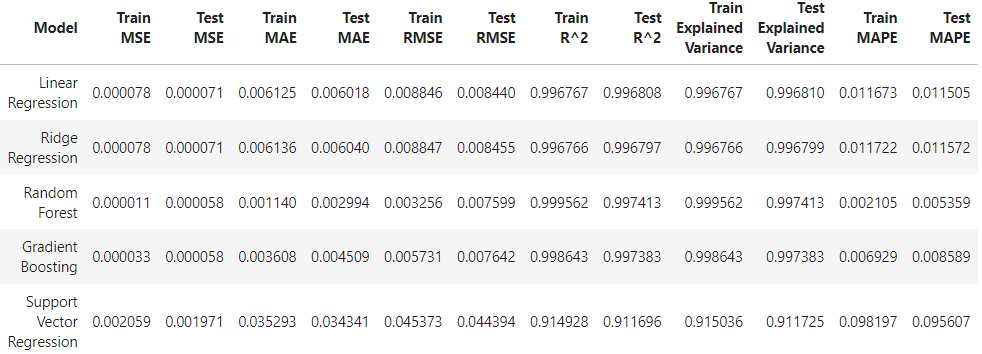 Model Train MSE Test MSE Train MAE Test MAE Train RMSE Test RMSE Train R^2 Test R^2 Train Explained Variance Test Explained Variance Train MAPE Test MAPE
Linear Regression 0.000078 0.000071 0.006125 0.006018 0.008846 0.008440 0.996767 0.996808 0.996767 0.996810 0.011673 0.011505
Ridge Regression 0.000078 0.000071 0.006136 0.006040 0.008847 0.008455 0.996766 0.996797 0.996766 0.996799 0.011722 0.011572
Random Forest 0.000011 0.000058 0.001140 0.002994 0.003256 0.007599 0.999562 0.997413 0.999562 0.997413 0.002105 0.005359
Gradient Boosting 0.000033 0.000058 0.003608 0.004509 0.005731 0.007642 0.998643 0.997383 0.998643 0.997383 0.006929 0.008589
Support Vector Regression 0.002059 0.001971 0.035293 0.034341 0.045373 0.044394 0.914928 0.911696 0.915036 0.911725 0.098197 0.095607